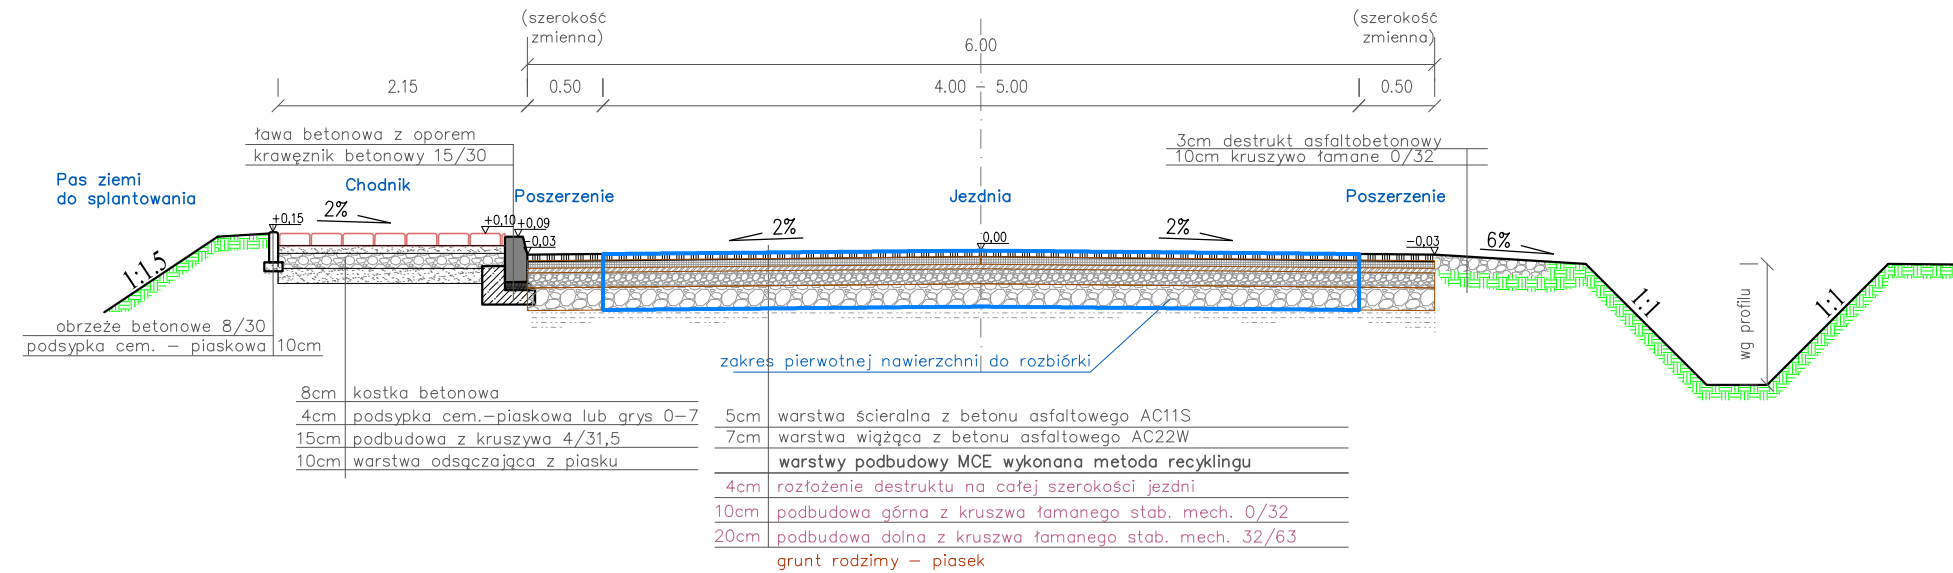 (szerokość
zmienna)
(szerokość
zmienna)
6.00
2.15
0.50
4.00 – 5.00
0.50
ława betonowa z oporem
krawężnik betonowy 15/30
3cm destrukt asfaltobetonowy
10cm kruszywo łamane 0/32
Pas ziemi
do splantowania
Chodnik
Poszerzenie
Jezdnia
Poszerzenie
2%
+0,15
+0,10
+0,09
-0,03
2%
0,00
2%
-0,03
6%
1:1.5
1:1
1:1
wg profilu
obrzeże betonowe 8/30
podsypka cem. – piaskowa 10cm
zakres pierwotnej nawierzchni do rozbiórki
8cm kostka betonowa
4cm podsypka cem.–piaskowa lub grys 0–7
15cm podbudowa z kruszywa 4/31,5
10cm warstwa odsączająca z piasku
5cm warstwa ścieralna z betonu asfaltowego AC11S
7cm warstwa wiążąca z betonu asfaltowego AC22W
warstwy podbudowy MCE wykonana metoda recyklingu
4cm rozłożenie destruktu na całej szerokości jezdni
10cm podbudowa górna z kruszwa łamanego stab. mech. 0/32
20cm podbudowa dolna z kruszwa łamanego stab. mech. 32/63
grunt rodzimy – piasek